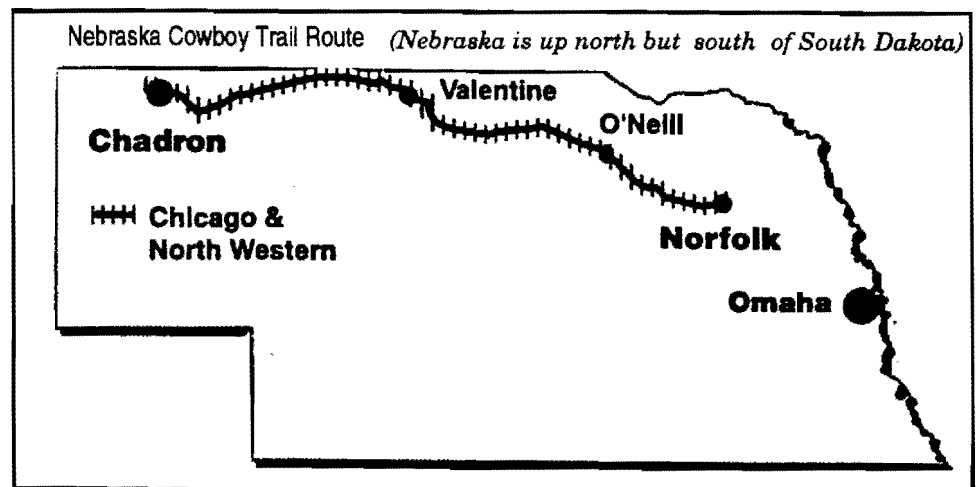 Nebraska Cowboy Trail Route (Nebraska is up north but south of South Dakota)
Valentine
O'Neill
Chadron
Chicago &
North Western
Norfolk
Omaha